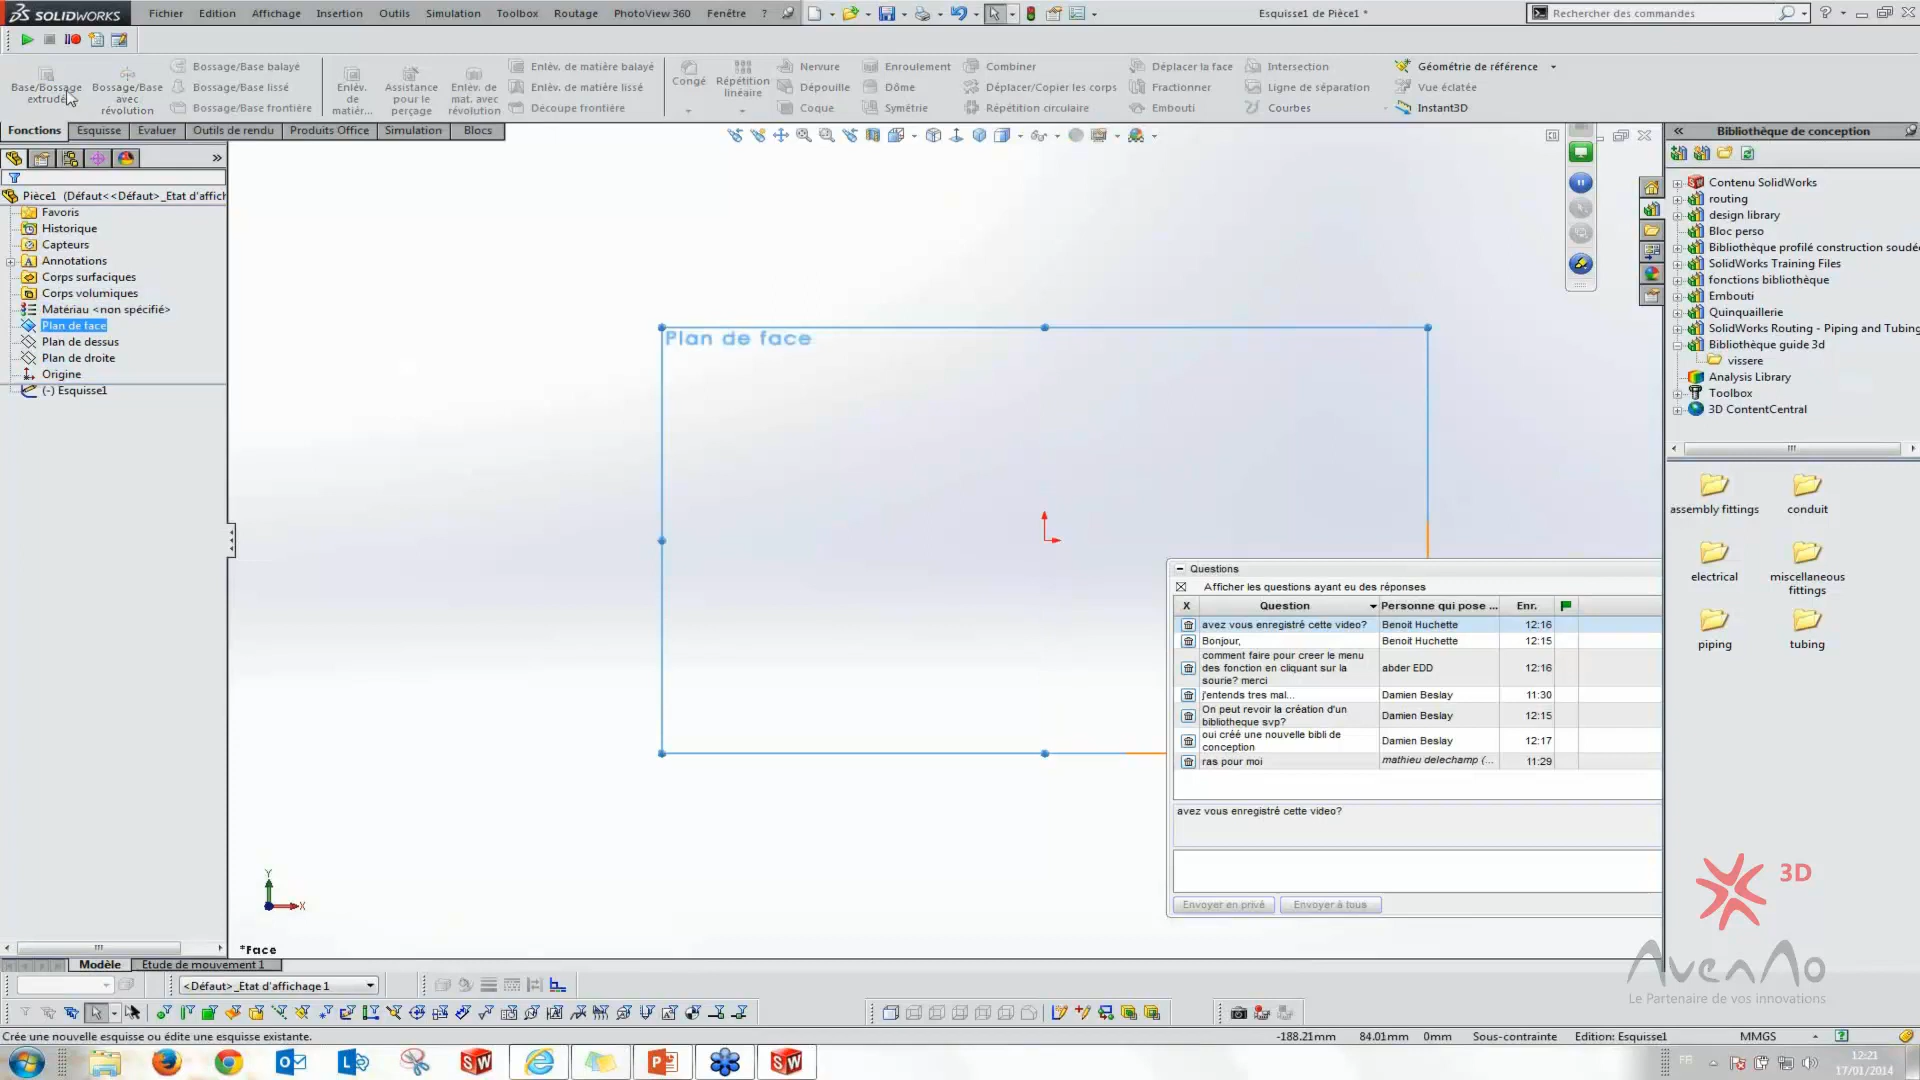 SOLIDWORKS
Fichier Edition Affichage Insertion Outils Simulation Toolbox Routage PhotoView 360 Fenêtre ?
Esquisse1 de Pièce1 *
Rechercher des commandes
Base/Bossage extrudé
Bossage/Base avec révolution
Bossage/Base balayé
Bossage/Base lissé
Bossage/Base frontière
Enlèv. de matièr...
Assistance pour le perçage
Enlèv. de mat. avec révolution
Enlèv. de matière balayé
Enlèv. de matière lissé
Découpe frontière
Congé
Répétition linéaire
Nervure
Dépouille
Coque
Enroulement
Dôme
Symétrie
Combiner
Déplacer/Copier les corps
Répétition circulaire
Déplacer la face
Fractionner
Embouti
Intersection
Ligne de séparation
Courbes
Géométrie de référence
Vue éclatée
Instant3D
Fonctions Esquisse Evaluer Outils de rendu Produits Office Simulation Blocs
Pièce1 (Défaut<<Défaut>_Etat d'affich
Favoris
Historique
Capteurs
Annotations
Corps surfaciques
Corps volumiques
Matériau <non spécifié>
Plan de face
Plan de dessus
Plan de droite
Origine
(-) Esquisse1
Plan de face
Y
X
*Face
Questions
Afficher les questions ayant eu des réponses
X Question Personne qui pose ... Enr.
avez vous enregistré cette video? Benoit Huchette 12:16
Bonjour, Benoit Huchette 12:15
comment faire pour creer le menu
des fonction en cliquant sur la abder EDD 12:16
sourie? merci
j'entends tres mal... Damien Beslay 11:30
On peut revoir la création d'un
bibliotheque svp? Damien Beslay 12:15
oui créé une nouvelle bibli de
conception Damien Beslay 12:17
ras pour moi mathieu delechamp (... 11:29
avez vous enregistré cette video?
Envoyer en privé Envoyer à tous
Bibliothèque de conception
Contenu SolidWorks
routing
design library
Bloc perso
Bibliothèque profilé construction soudée
SolidWorks Training Files
fonctions bibliothèque
Embouti
Quinquaillerie
SolidWorks Routing - Piping and Tubing
Bibliothèque guide 3d
vissere
Analysis Library
Toolbox
3D ContentCentral
assembly fittings conduit
electrical miscellaneous fittings
piping tubing
3D
AvenAo
Le Partenaire de vos innovations
Modèle Etude de mouvement 1
<Défaut>_Etat d'affichage 1
Crée une nouvelle esquisse ou édite une esquisse existante.
-188.21mm 84.01mm 0mm Sous-contrainte Edition: Esquisse1 MMGS
FR
12:21
17/01/2014